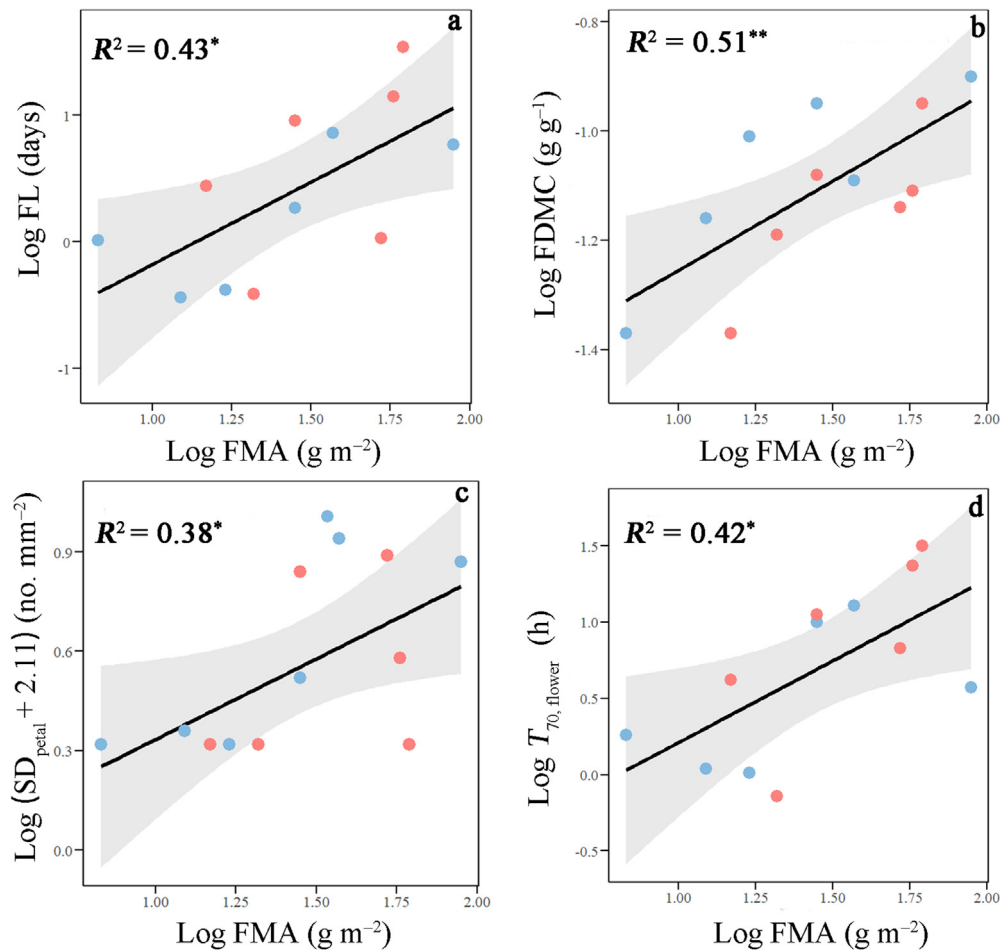 a
R² = 0.43*
Log FL (days)
1
0
-1
1.00 1.25 1.50 1.75 2.00
Log FMA (g m⁻²)
b
R² = 0.51**
Log FDMC (g g⁻¹)
-0.8
-1.0
-1.2
-1.4
1.00 1.25 1.50 1.75 2.00
Log FMA (g m⁻²)
c
R² = 0.38*
Log (SD petal + 2.11) (no. mm⁻²)
0.9
0.6
0.3
0.0
1.00 1.25 1.50 1.75 2.00
Log FMA (g m⁻²)
d
R² = 0.42*
Log T70, flower (h)
1.5
1.0
0.5
0.0
-0.5
1.00 1.25 1.50 1.75 2.00
Log FMA (g m⁻²)